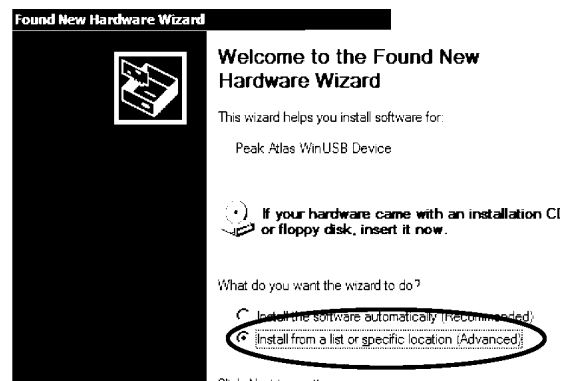 Found New Hardware Wizard
Welcome to the Found New
Hardware Wizard
This wizard helps you install software for:
Peak Atlas WinUSB Device
If your hardware came with an installation CD
or floppy disk, insert it now.
What do you want the wizard to do?
Install the software automatically (Recommended)
Install from a list or specific location (Advanced)